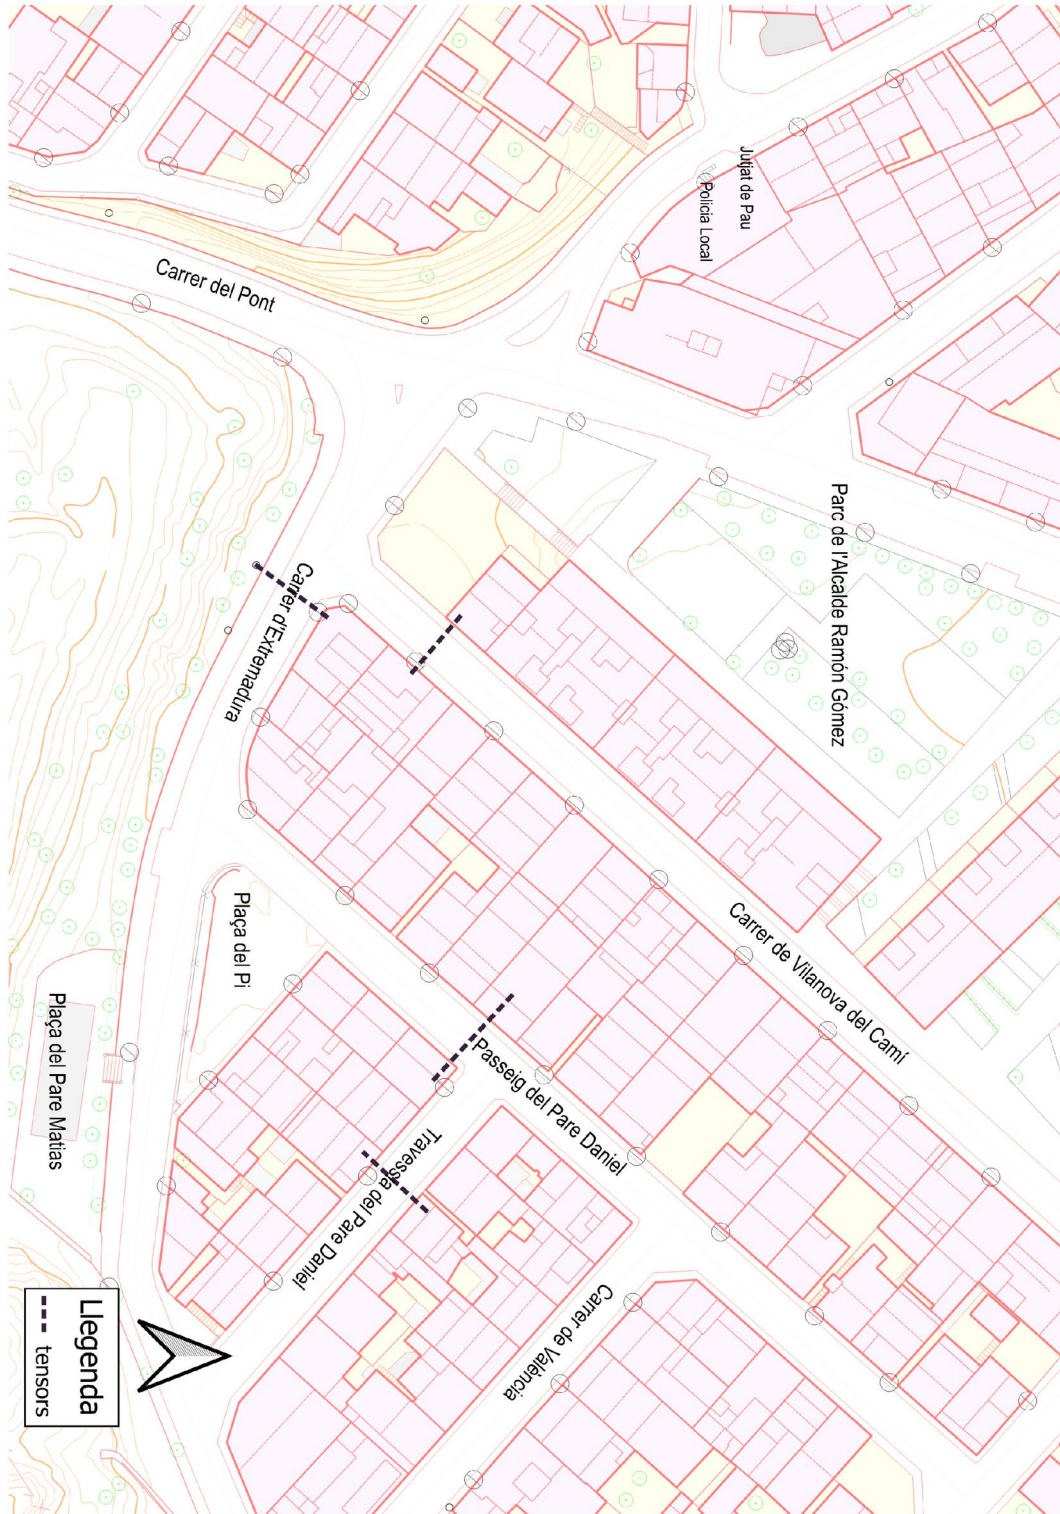 Jutjat de Pau
Policia Local
Carrer del Pont
Parc de l'Alcalde Ramón Gómez
Carrer d'Extremadura
Carrer de Vilanova del Camí
Plaça del Pi
Passeig del Pare Daniel
Plaça del Pare Matias
Travessia del Pare Daniel
Carrer de València
Llegenda
tensors